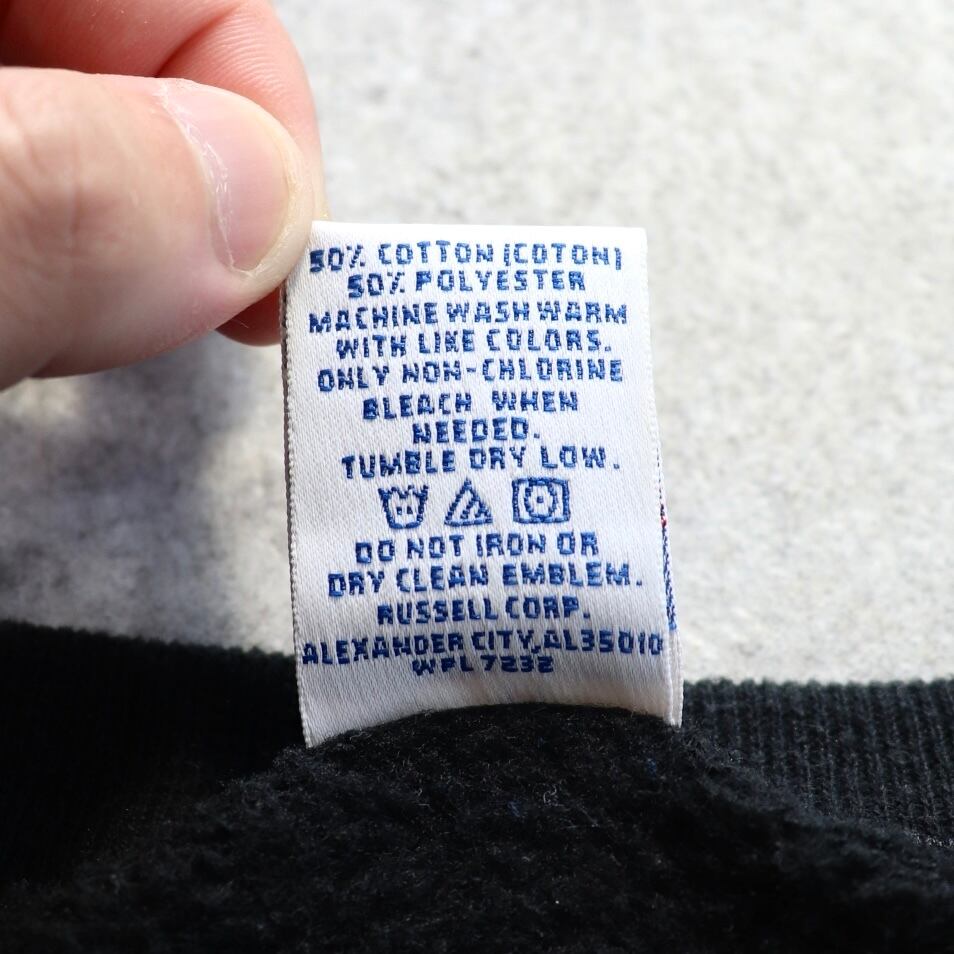 50% COTTON (COTON)
50% POLYESTER
MACHINE WASH WARM
WITH LIKE COLORS.
ONLY NON-CHLORINE
BLEACH WHEN
NEEDED.
TUMBLE DRY LOW.
DO NOT IRON OR
DRY CLEAN EMBLEM.
RUSSELL CORP.
ALEXANDER CITY,AL35010
WPL 7232